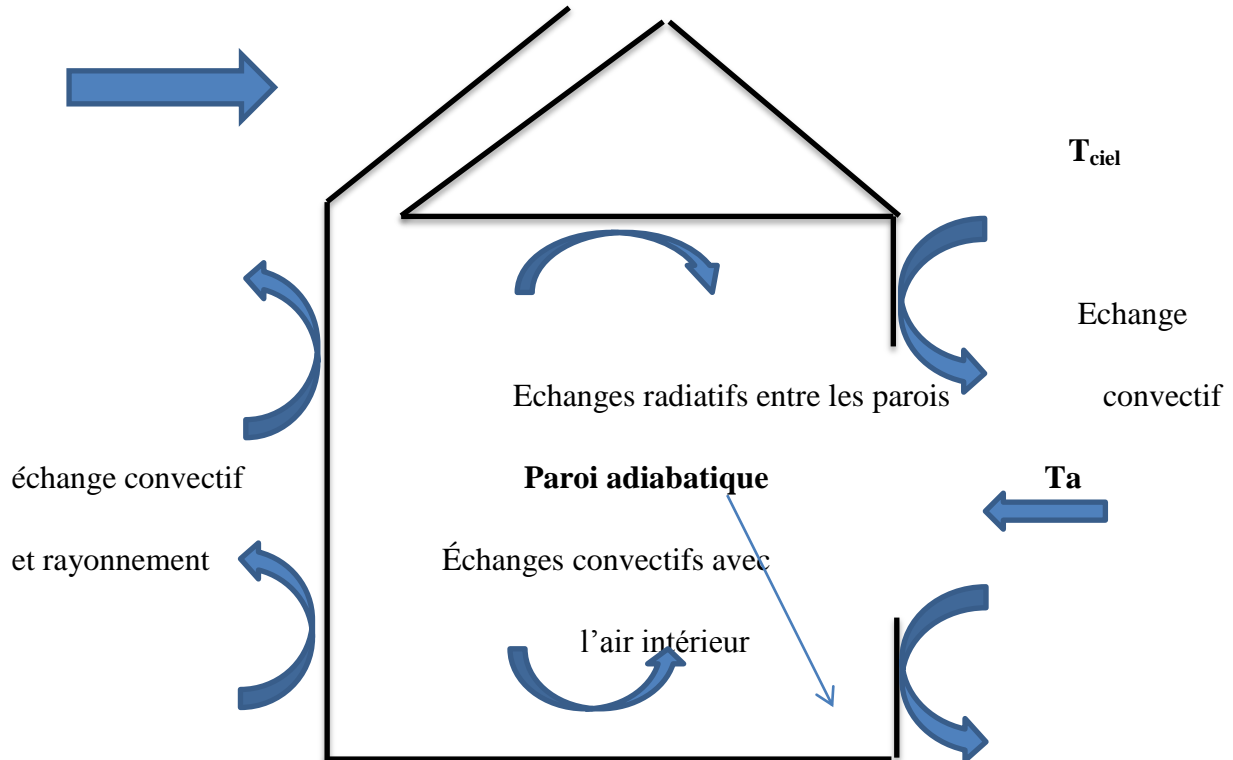 T_ciel
Echange
Echanges radiatifs entre les parois convectif
échange convectif Paroi adiabatique Ta
et rayonnement Échanges convectifs avec
l’air intérieur